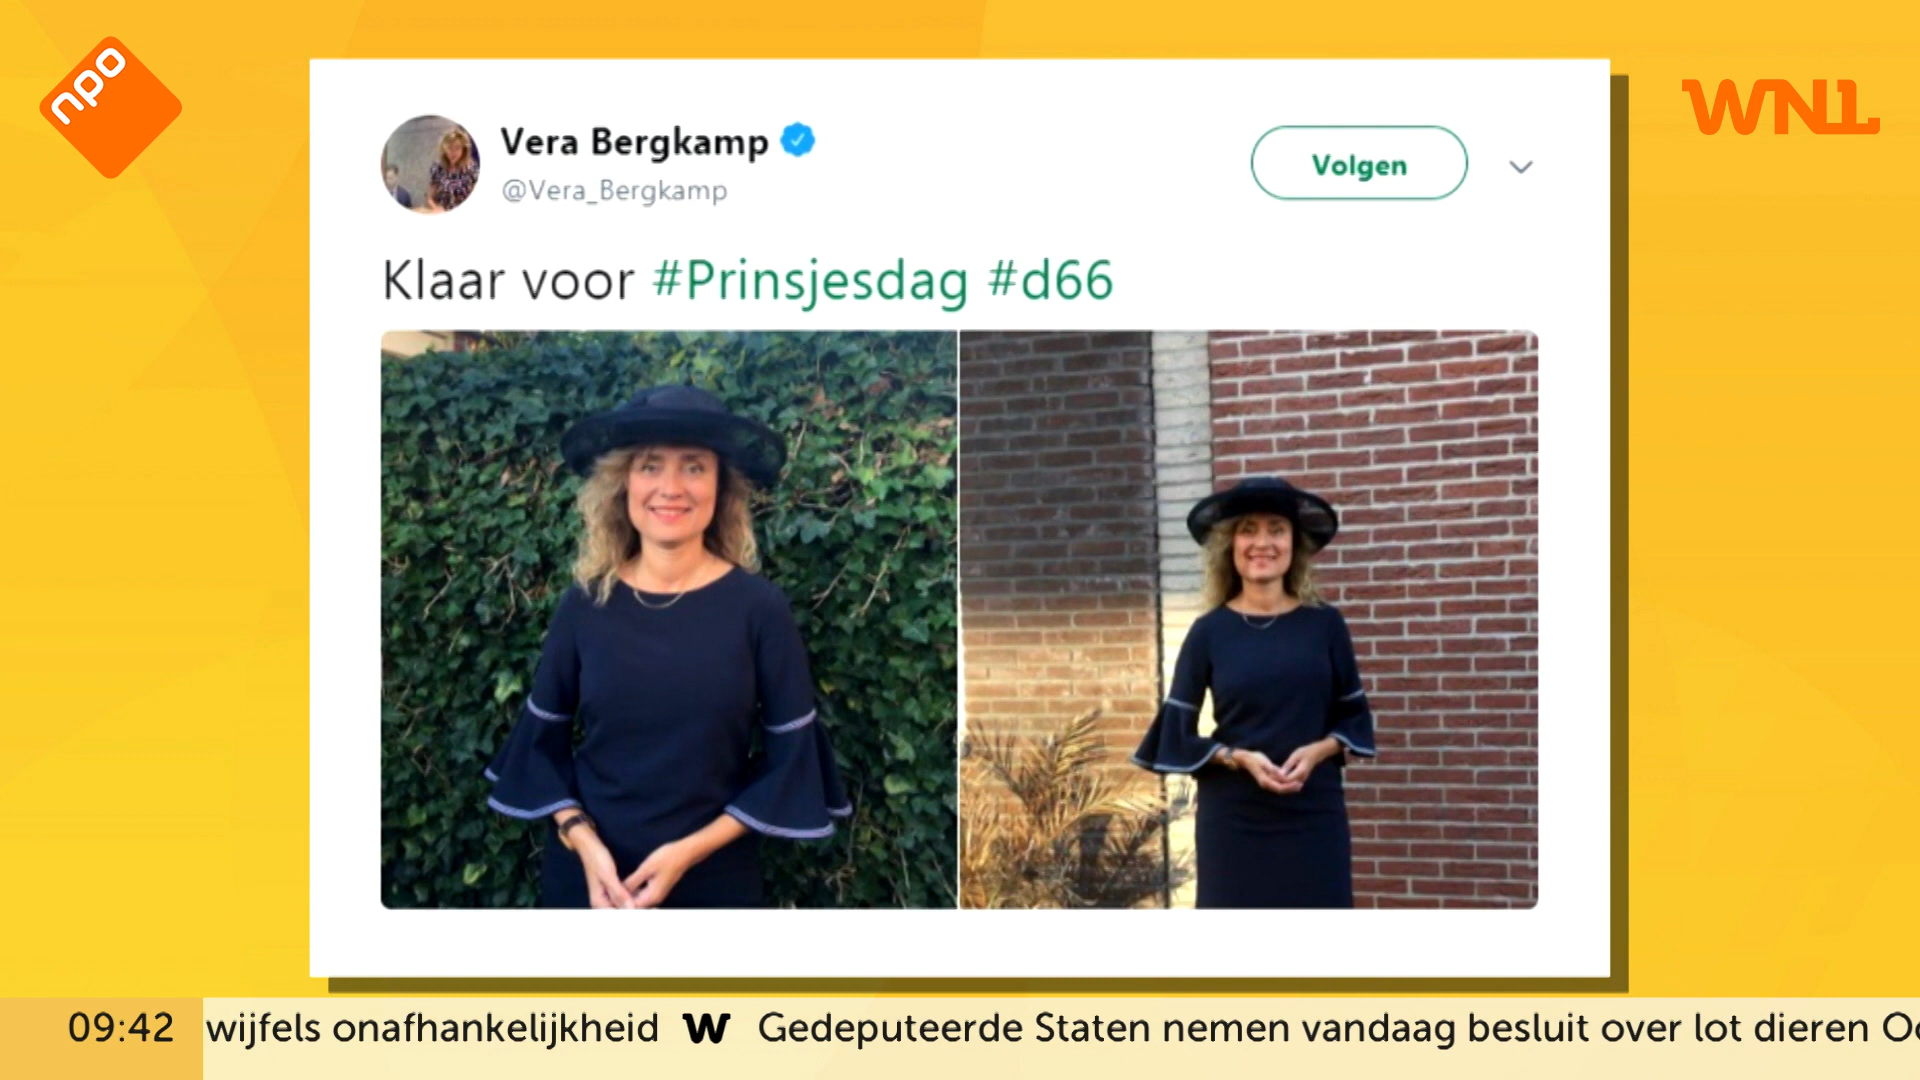 npo
WNL
Vera Bergkamp
@Vera_Bergkamp
Volgen
Klaar voor #Prinsjesdag #d66
09:42 wijfels onafhankelijkheid W Gedeputeerde Staten nemen vandaag besluit over lot dieren Oo